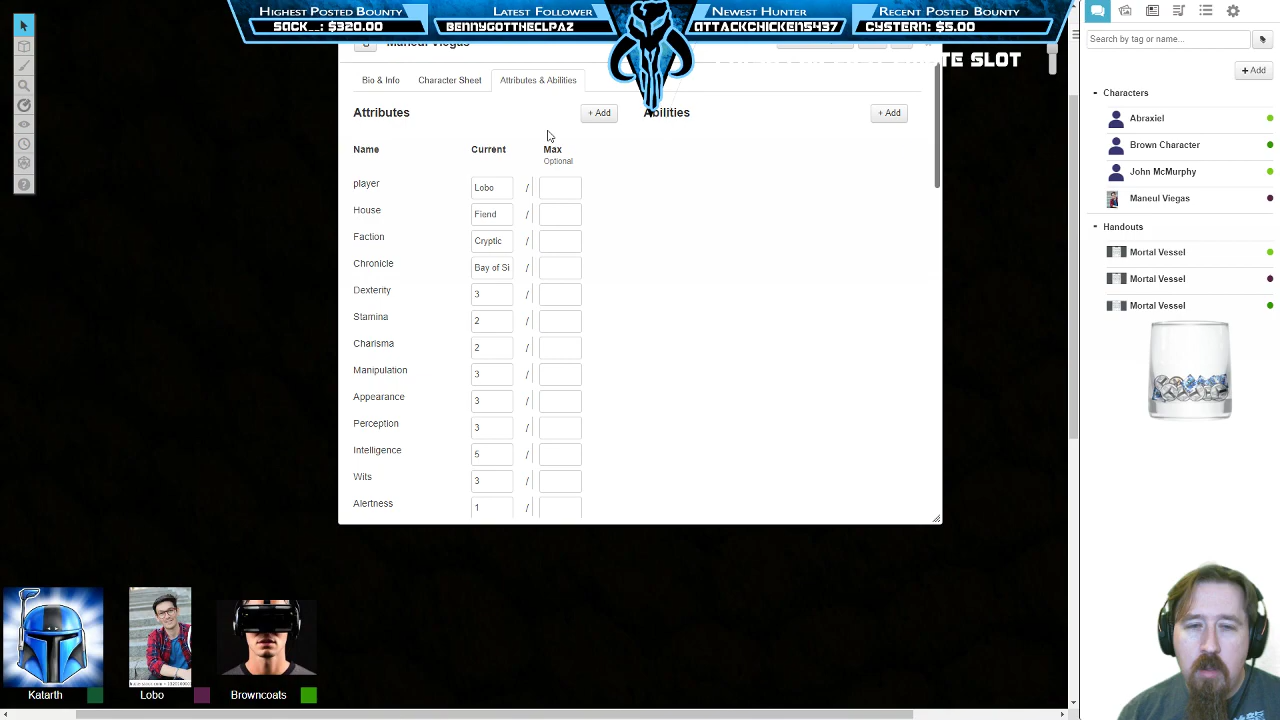 Highest Posted Bounty
Sack__: $320.00
Latest Follower
BennyGotTheClpaz
Newest Hunter
AttackChicken5437
Recent Posted Bounty
Cystern: $5.00
Maneul Viegas
TE SLOT
Bio & Info
Character Sheet
Attributes & Abilities
Attributes
+ Add
Abilities
+ Add
Name
Current
Max
Optional
player
Lobo
/
House
Fiend
/
Faction
Cryptic
/
Chronicle
Bay of Si
/
Dexterity
3
/
Stamina
2
/
Charisma
2
/
Manipulation
3
/
Appearance
3
/
Perception
3
/
Intelligence
5
/
Wits
3
/
Alertness
1
/
Search by tag or name...
+ Add
Characters
Abraxiel
Brown Character
John McMurphy
Maneul Viegas
Handouts
Mortal Vessel
Mortal Vessel
Mortal Vessel
Katarth
Lobo
Browncoats